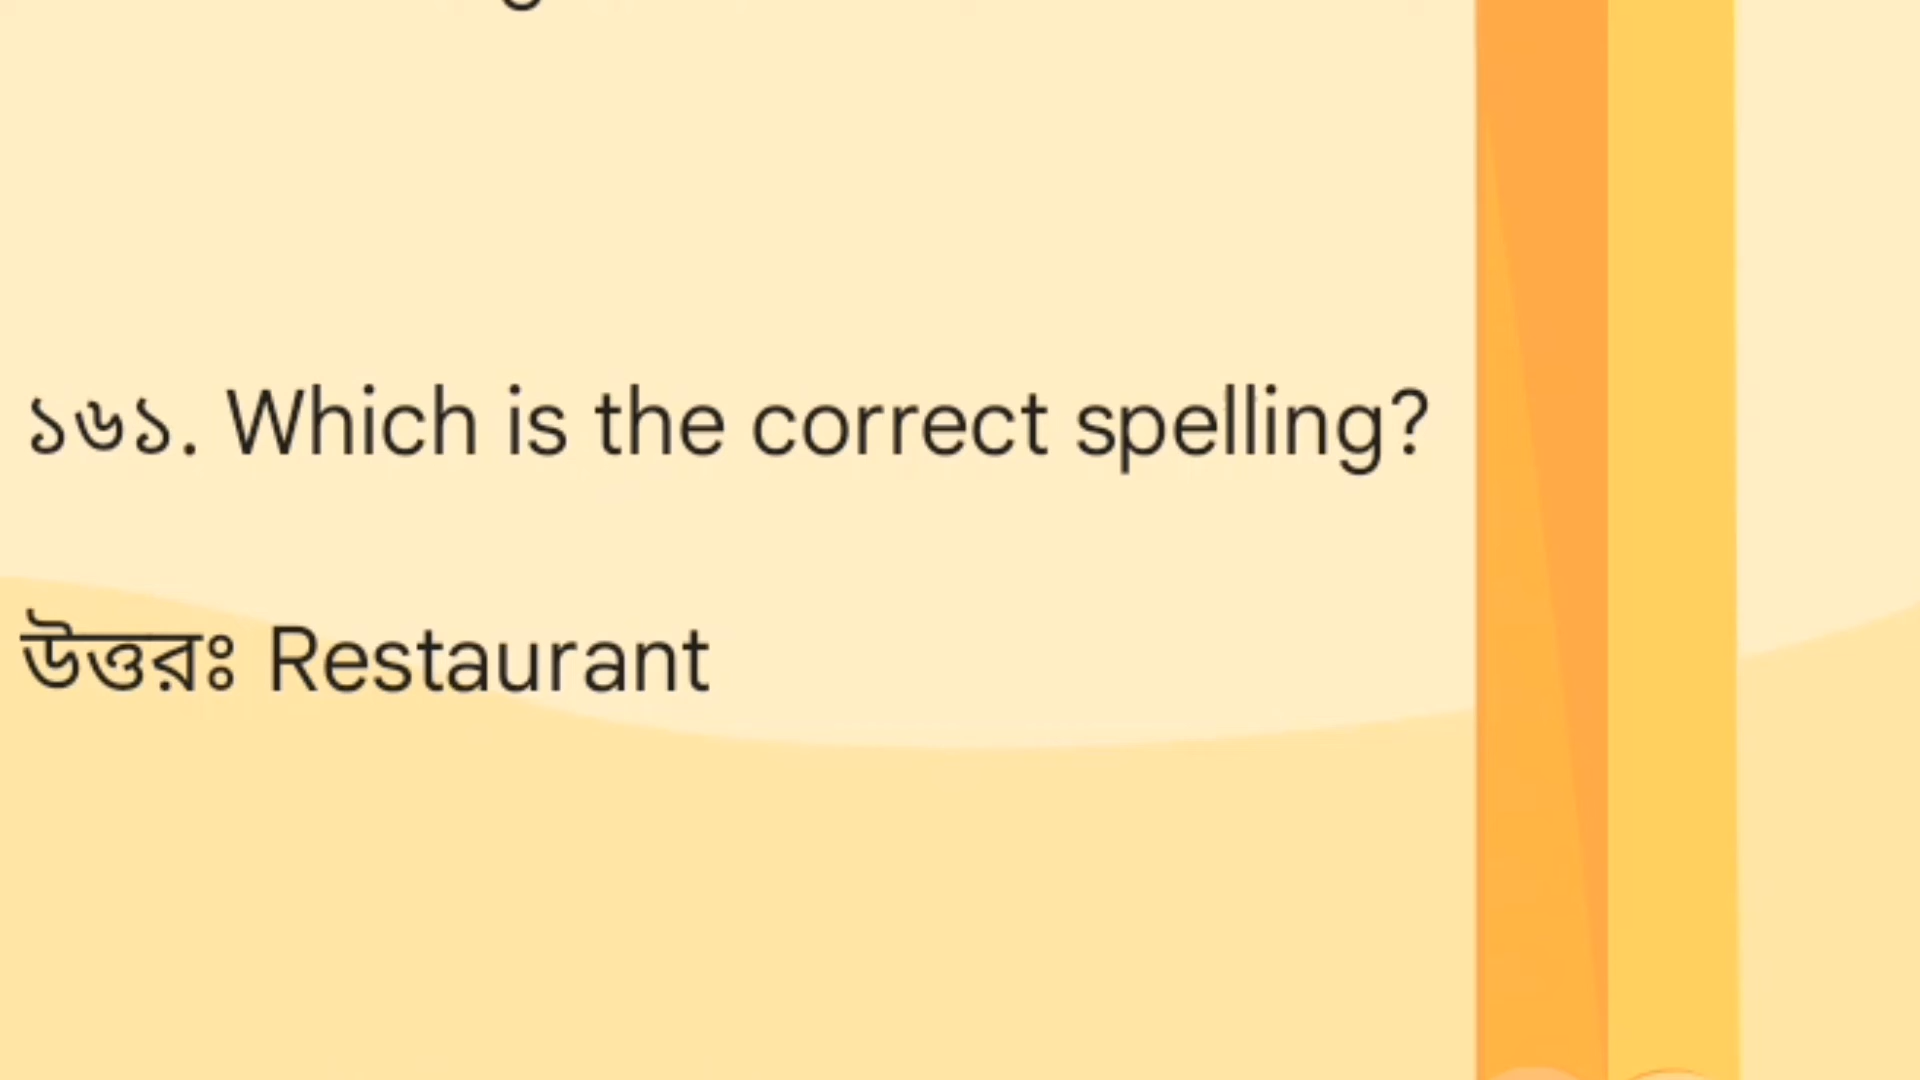 ১৬১. Which is the correct spelling?
উত্তরঃ Restaurant